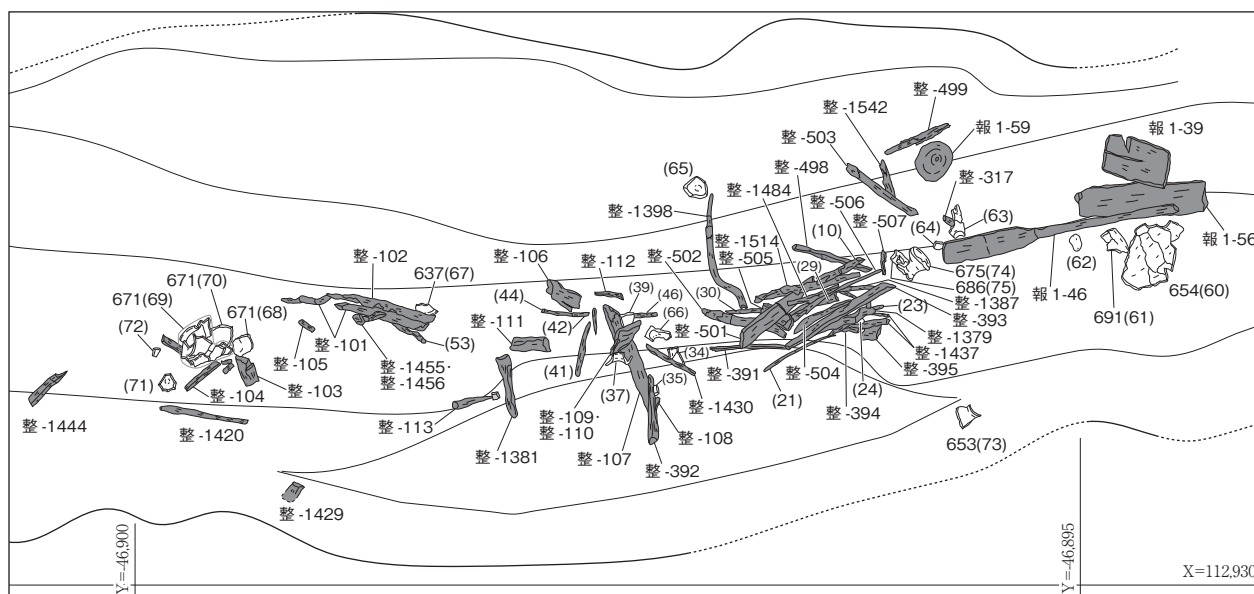 整 -499
整 -1542
報 1-59
報 1-39
整 -503
整 -498
(65)
整 -1484
整 -317
整 -1398
整 -506
整 -507
(64)
(63)
(10)
整 -1514
整 -505
整 -502
(29)
報 1-56
整 -102
整 -106
整 -112
(62)
675(74)
671(70)
637(67)
686(75)
671(69)
671(68)
(44)
(39)
(46)
(30)
報 1-46
654(60)
整 -1387
691(61)
(23)
整 -393
(72)
整 -111
(42)
(66)
整 -501
整 -1379
整 -105
整 -101
(53)
(34)
整 -1437
整 -1455·
整 -1456
(41)
(37)
(35)
整 -391
整 -504
(24)
整 -395
(71)
整 -104
整 -103
(21)
整 -394
整 -1430
整 -1444
整 -1420
整 -113
整 -109·
整 -110
整 -108
653(73)
整 -1381
整 -107
整 -392
整 -1429
Y=-46,900
Y=-46,895
X=112,930